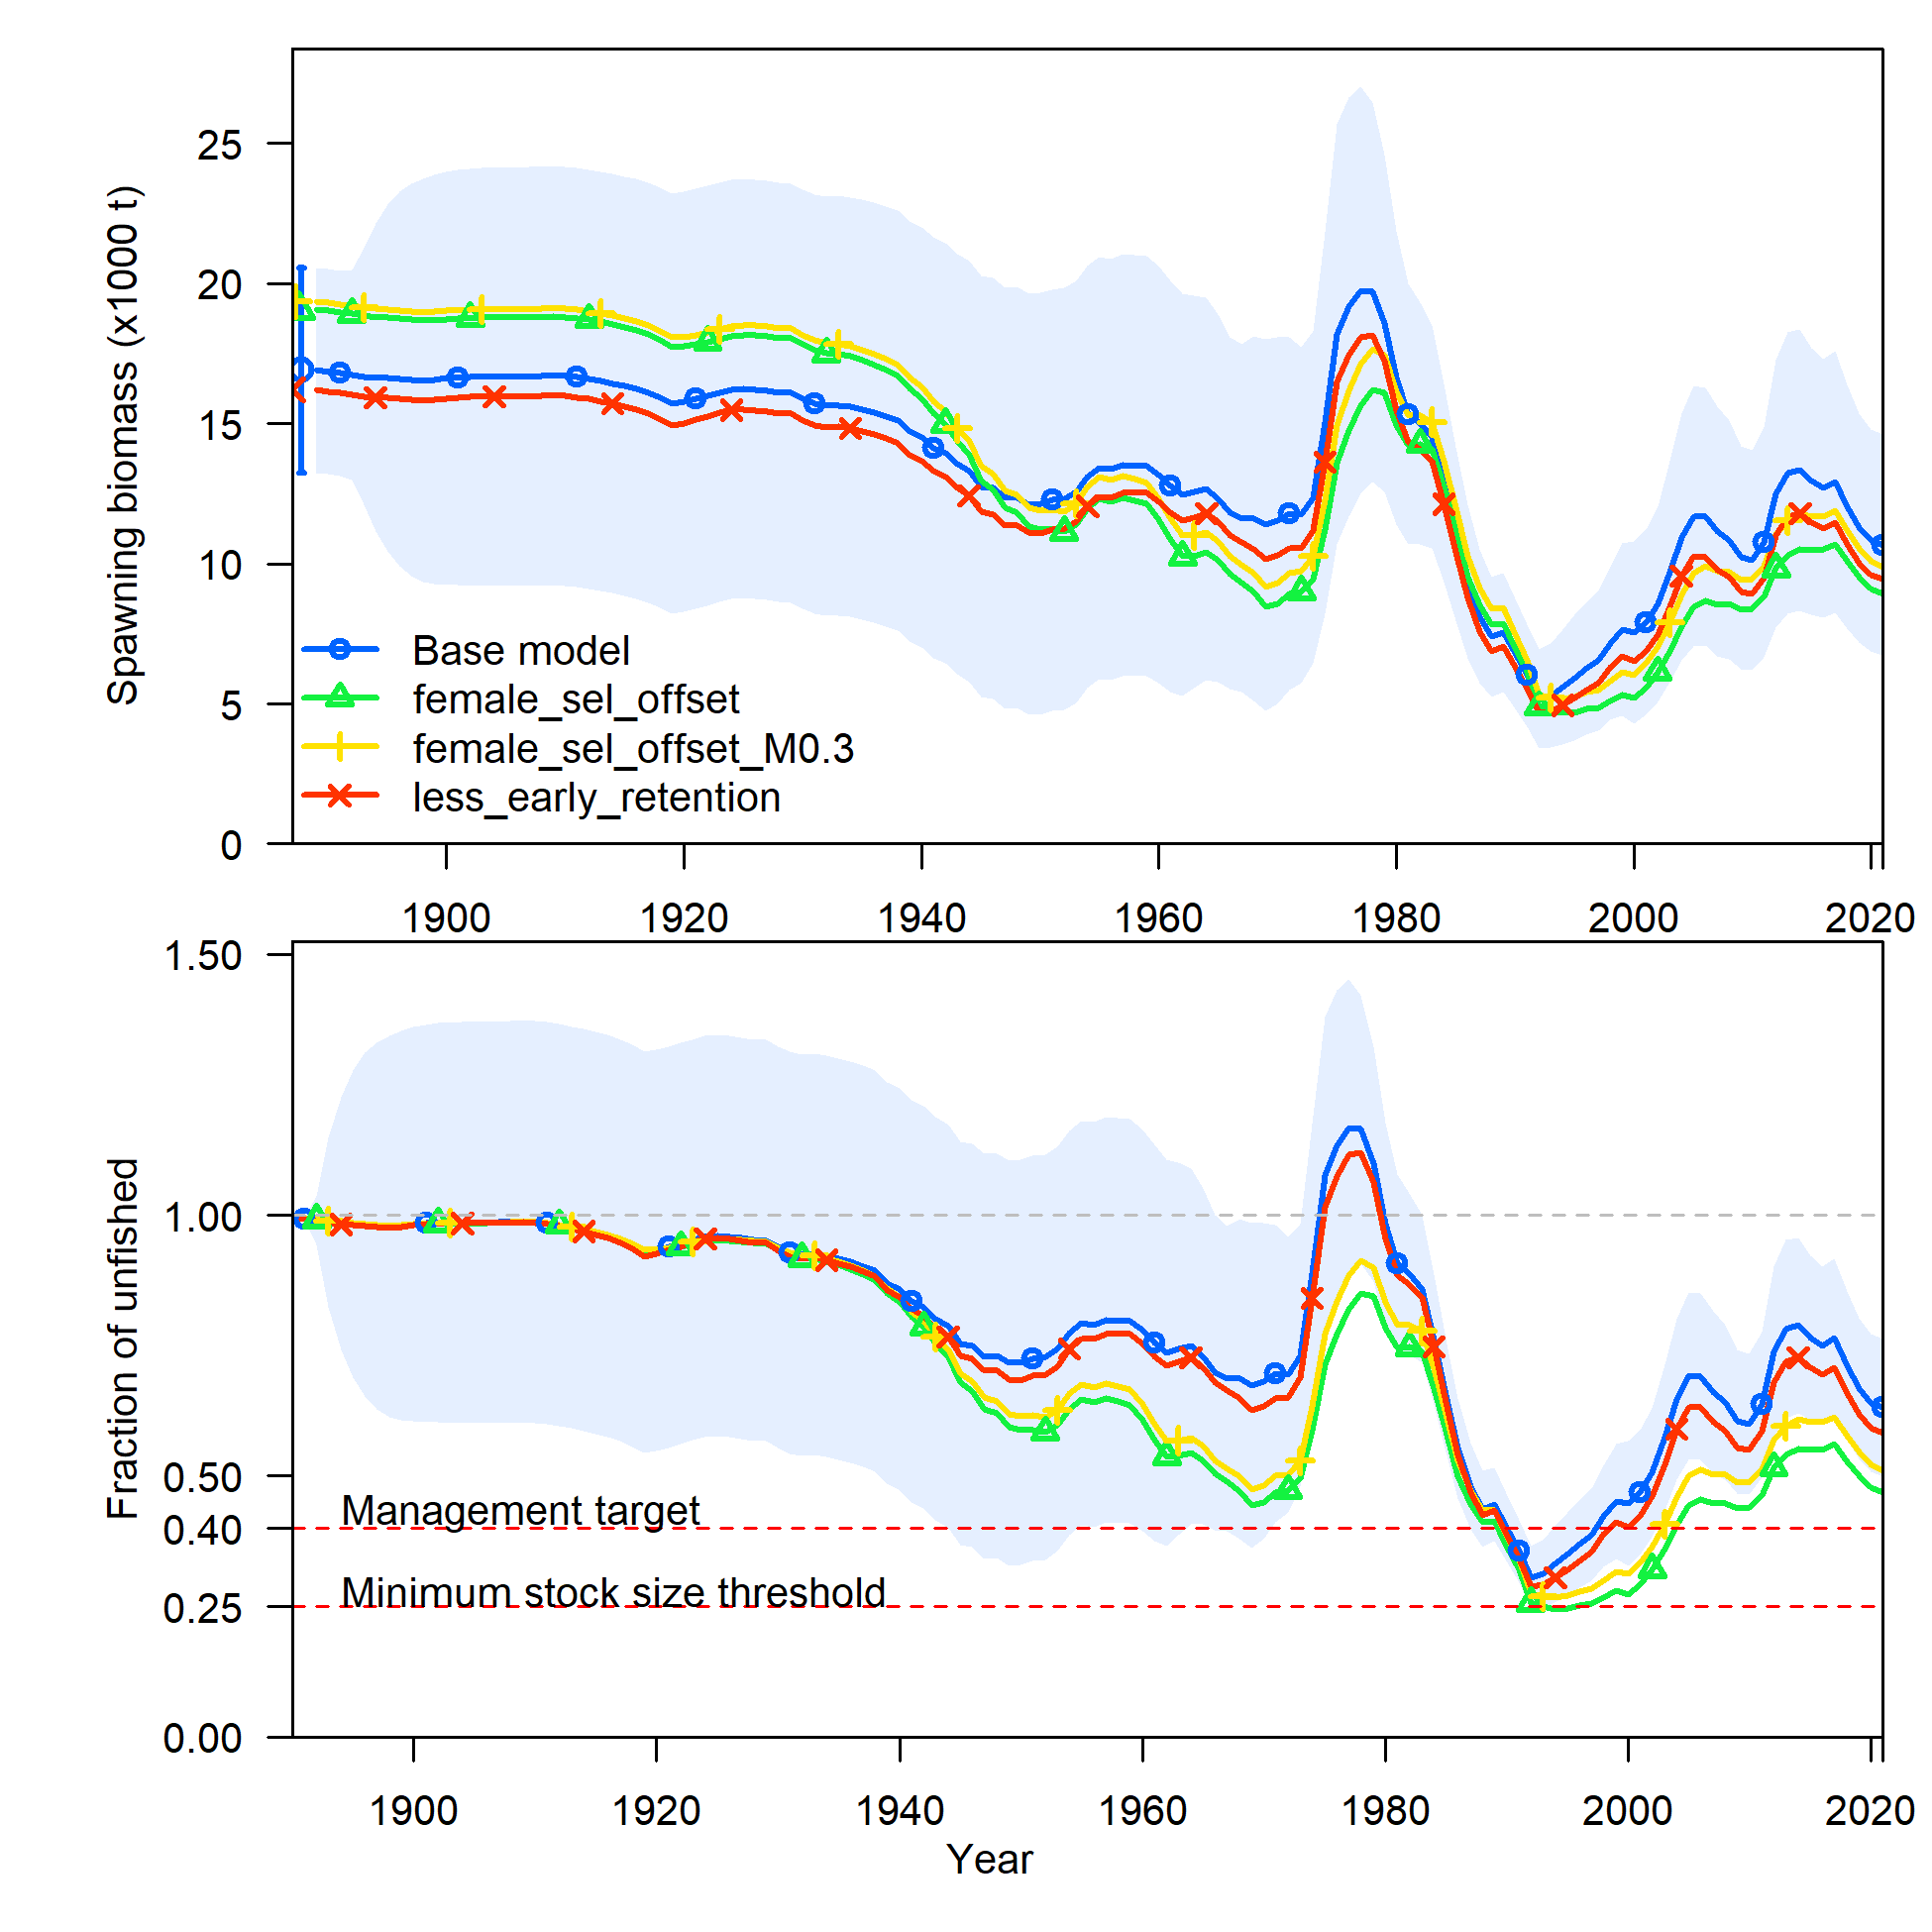 Spawning biomass (x1000 t)
25
20
15
10
5
0
Base model
female_sel_offset
female_sel_offset_M0.3
less_early_retention
1900 1920 1940 1960 1980 2000 2020
Fraction of unfished
1.50
1.00
0.50
0.40
0.25
0.00
Management target
Minimum stock size threshold
1900 1920 1940 1960 1980 2000 2020
Year